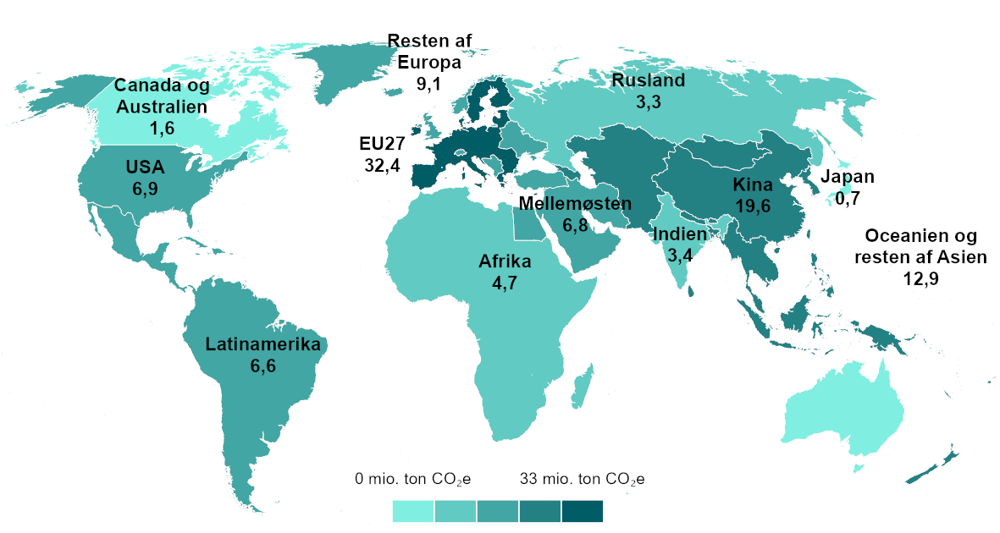 Resten af
Europa
9,1
Canada og
Australien
1,6
Rusland
3,3
EU27
32,4
USA
6,9
Kina
19,6
Japan
0,7
Mellemøsten
6,8
Indien
3,4
Oceanien og
resten af Asien
12,9
Afrika
4,7
Latinamerika
6,6
0 mio. ton CO₂e
33 mio. ton CO₂e